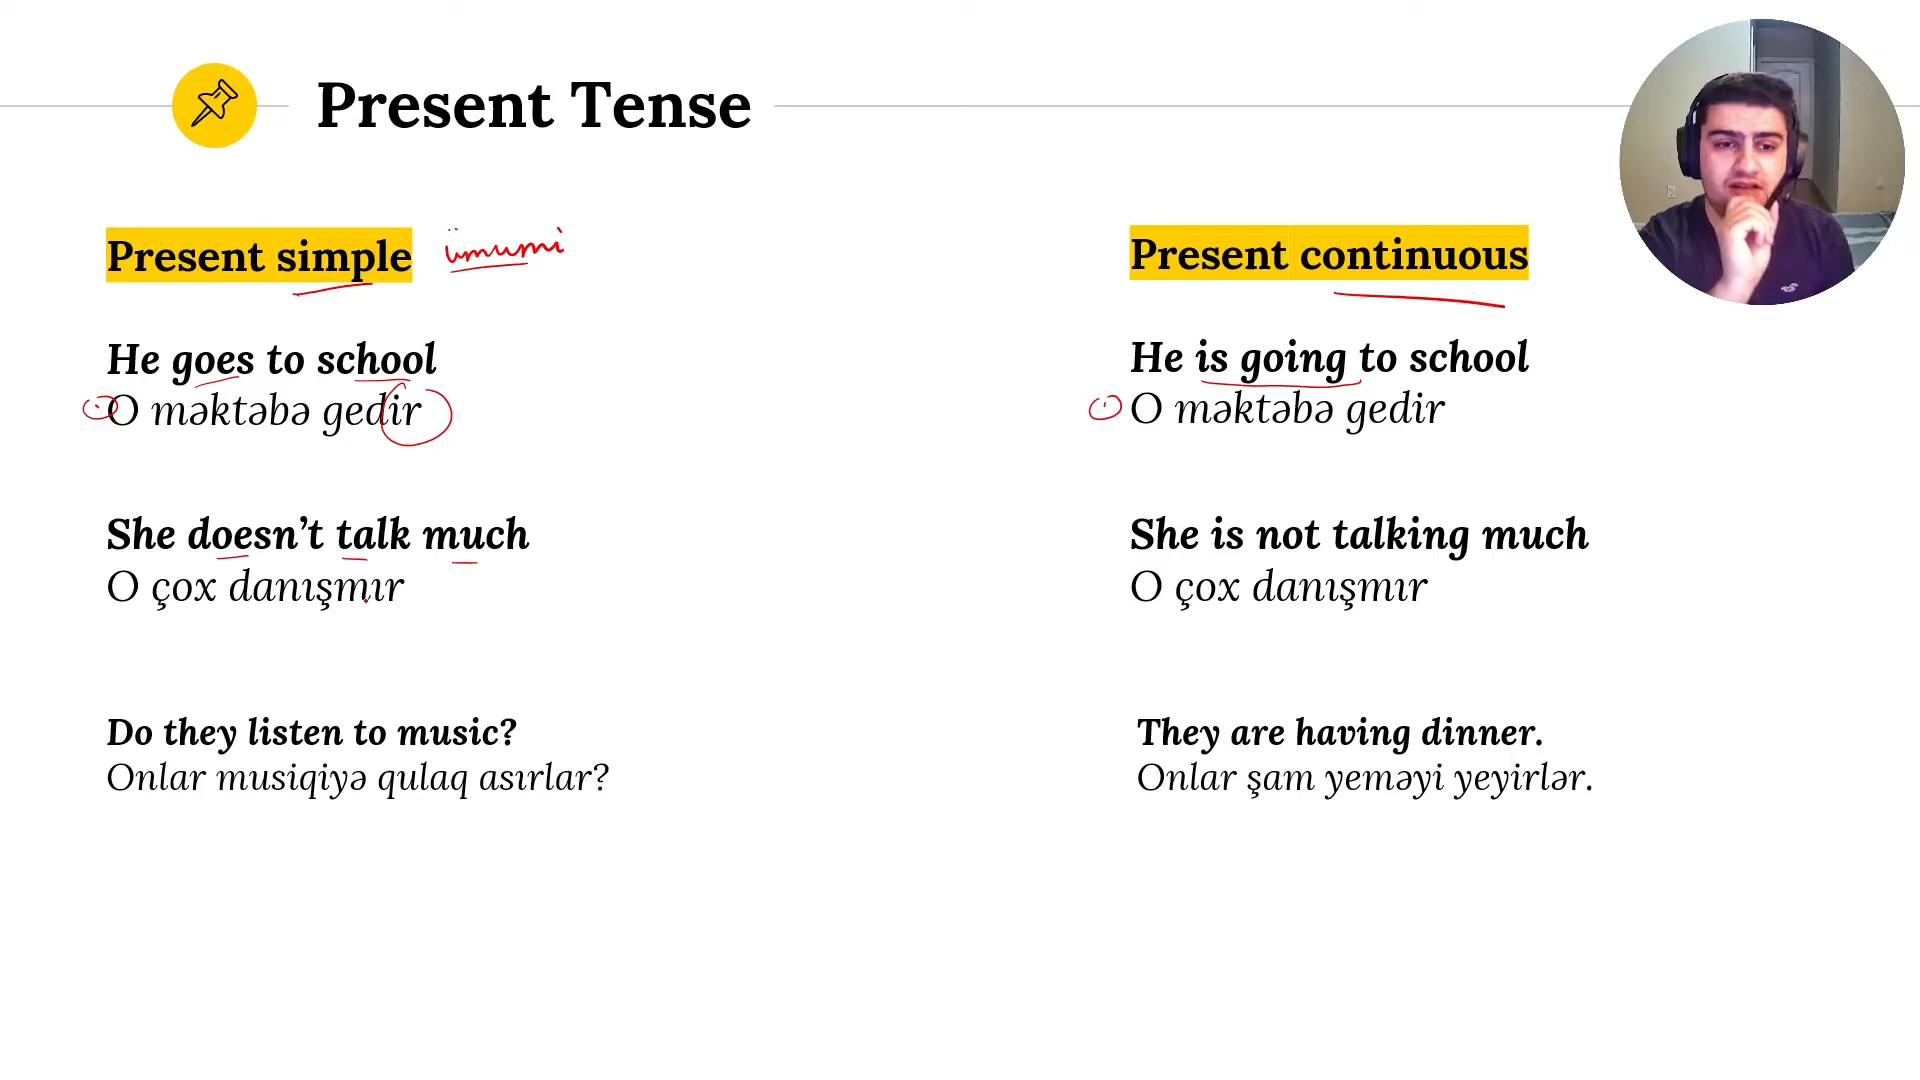 Present Tense
Present simple ümumi
He goes to school
O məktəbə gedir
She doesn't talk much
O çox danışmır
Do they listen to music?
Onlar musiqiyə qulaq asırlar?
Present continuous
He is going to school
O məktəbə gedir
She is not talking much
O çox danışmır
They are having dinner.
Onlar şam yeməyi yeyirlər.